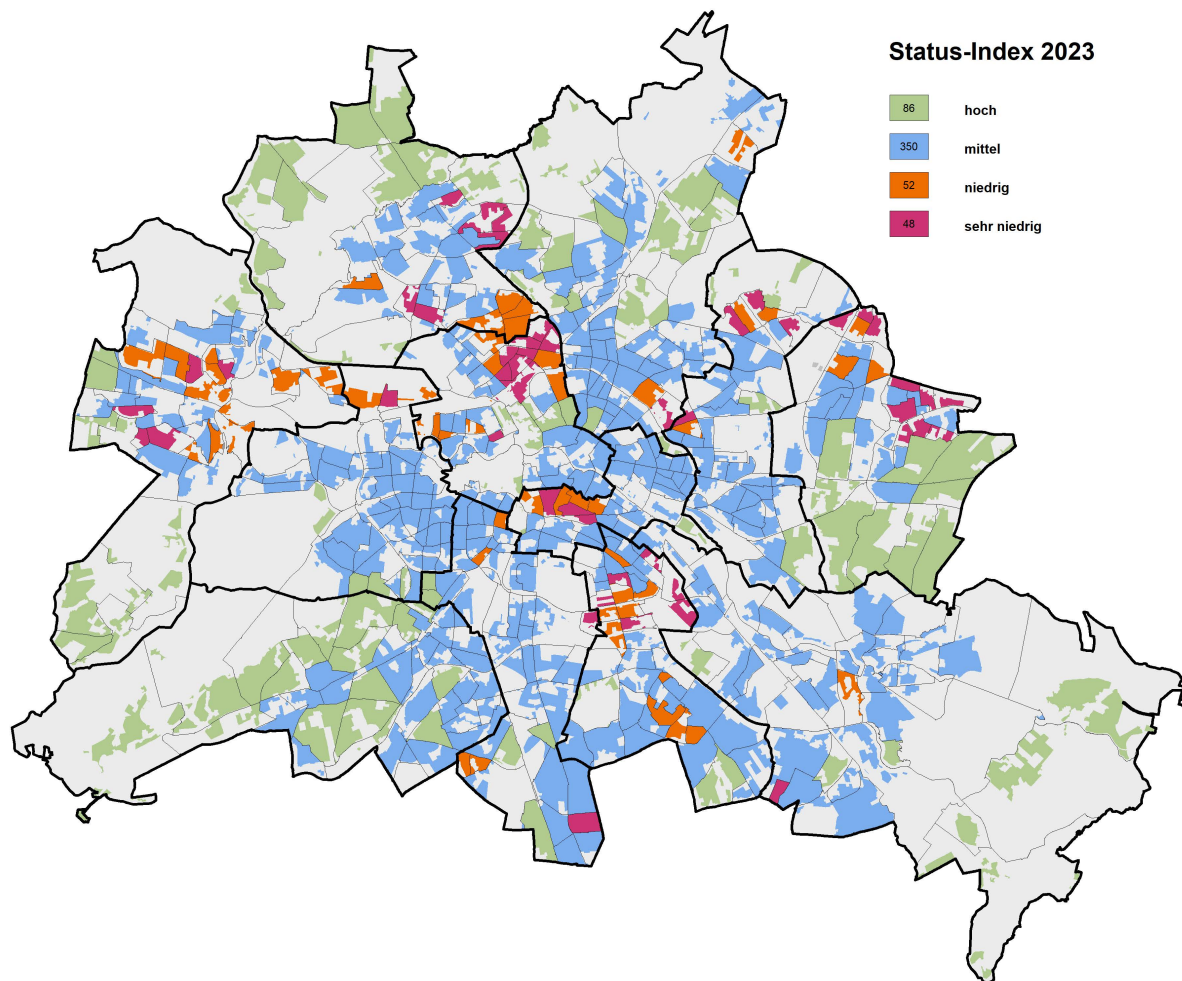 Status-Index 2023
86 hoch
350 mittel
52 niedrig
48 sehr niedrig